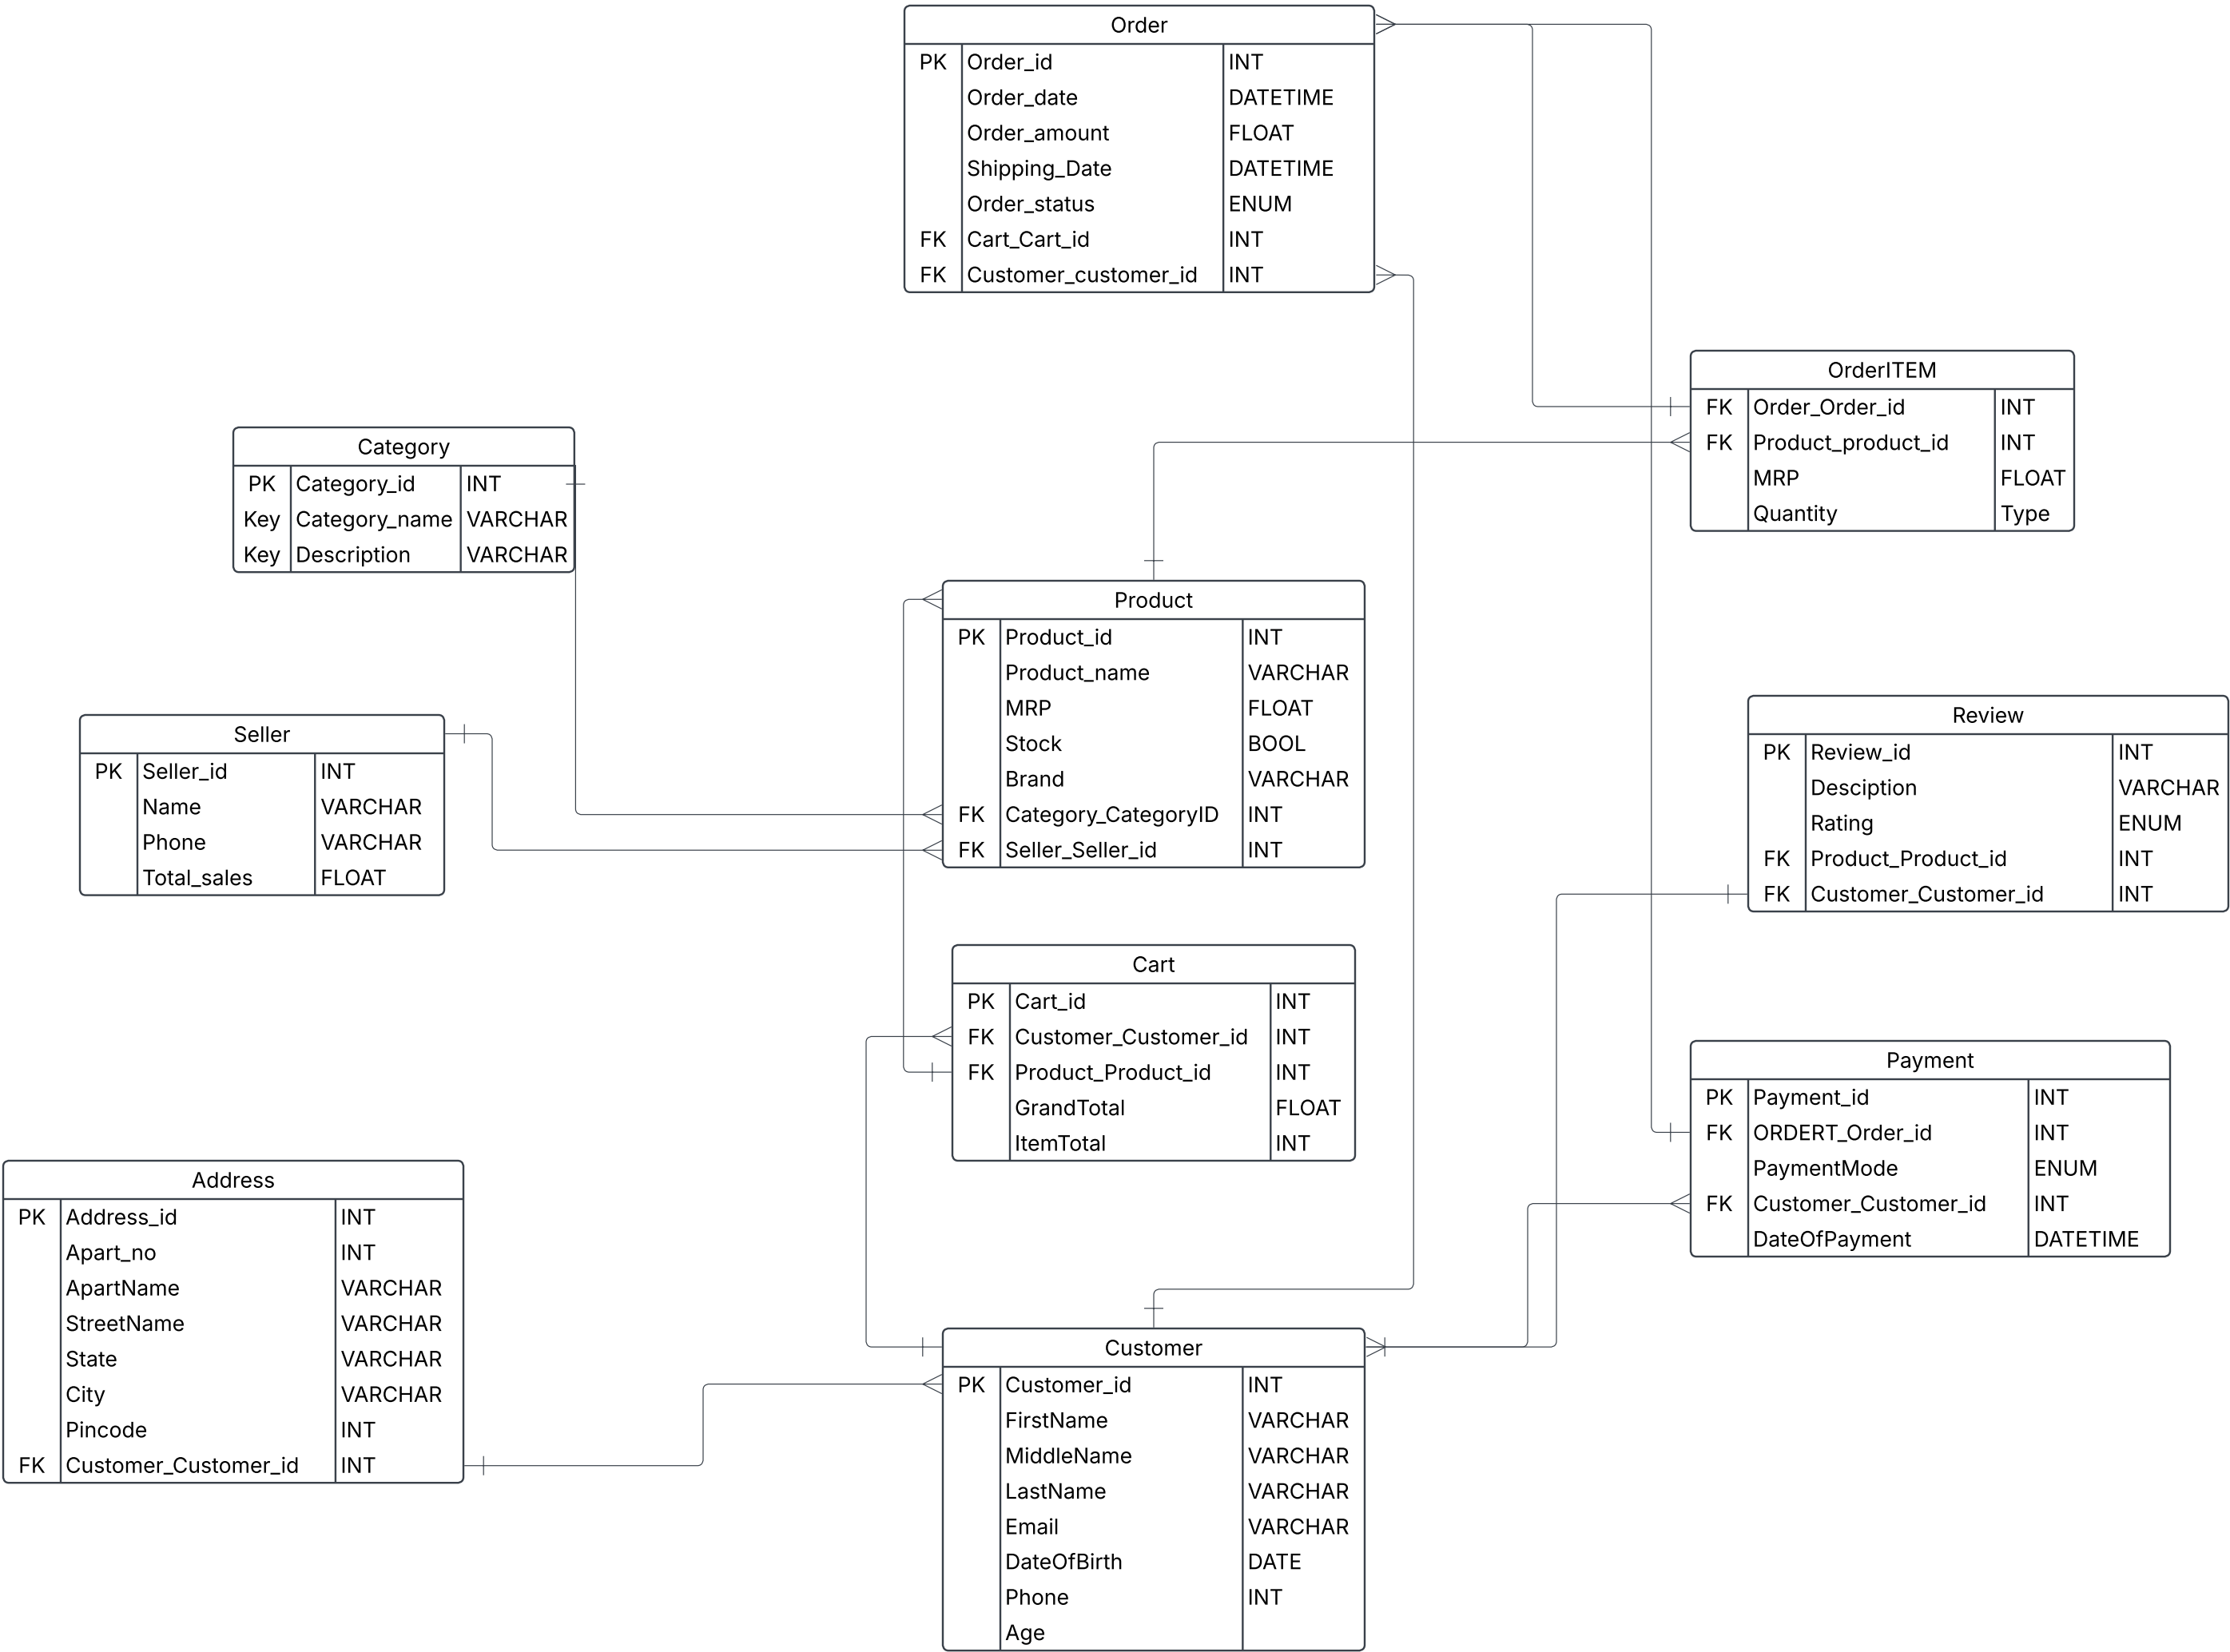 Order
PK Order_id INT
Order_date DATETIME
Order_amount FLOAT
Shipping_Date DATETIME
Order_status ENUM
FK Cart_Cart_id INT
FK Customer_customer_id INT
OrderITEM
FK Order_Order_id INT
FK Product_product_id INT
MRP FLOAT
Quantity Type
Category
PK Category_id INT
Key Category_name VARCHAR
Key Description VARCHAR
Product
PK Product_id INT
Product_name VARCHAR
MRP FLOAT
Stock BOOL
Brand VARCHAR
FK Category_CategoryID INT
FK Seller_Seller_id INT
Seller
PK Seller_id INT
Name VARCHAR
Phone VARCHAR
Total_sales FLOAT
Review
PK Review_id INT
Desciption VARCHAR
Rating ENUM
FK Product_Product_id INT
FK Customer_Customer_id INT
Cart
PK Cart_id INT
FK Customer_Customer_id INT
FK Product_Product_id INT
GrandTotal FLOAT
ItemTotal INT
Payment
PK Payment_id INT
FK ORDERT_Order_id INT
PaymentMode ENUM
FK Customer_Customer_id INT
DateOfPayment DATETIME
Address
PK Address_id INT
Apart_no INT
ApartName VARCHAR
StreetName VARCHAR
State VARCHAR
City VARCHAR
Pincode INT
FK Customer_Customer_id INT
Customer
PK Customer_id INT
FirstName VARCHAR
MiddleName VARCHAR
LastName VARCHAR
Email VARCHAR
DateOfBirth DATE
Phone INT
Age